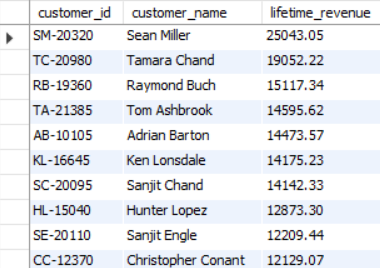 customer_id customer_name lifetime_revenue
SM-20320 Sean Miller 25043.05
TC-20980 Tamara Chand 19052.22
RB-19360 Raymond Buch 15117.34
TA-21385 Tom Ashbrook 14595.62
AB-10105 Adrian Barton 14473.57
KL-16645 Ken Lonsdale 14175.23
SC-20095 Sanjit Chand 14142.33
HL-15040 Hunter Lopez 12873.30
SE-20110 Sanjit Engle 12209.44
CC-12370 Christopher Conant 12129.07